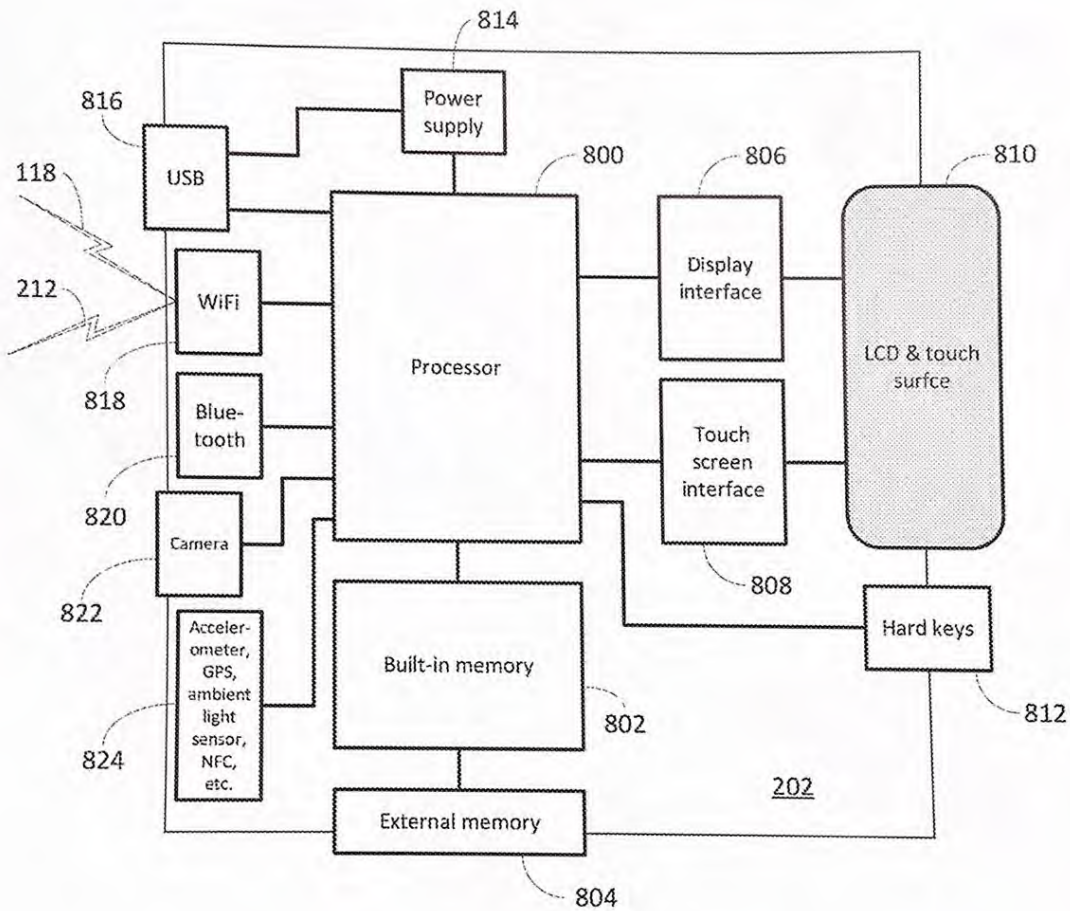 814
816
Power
supply
800
806
810
118
USB
212
WiFi
Display
interface
Processor
LCD & touch
surfce
818
Blue-
tooth
Touch
screen
interface
820
Camera
822
808
Acceler-
ometer,
GPS,
ambient
light
sensor,
NFC,
etc.
Built-in memory
Hard keys
802
812
824
202
External memory
804